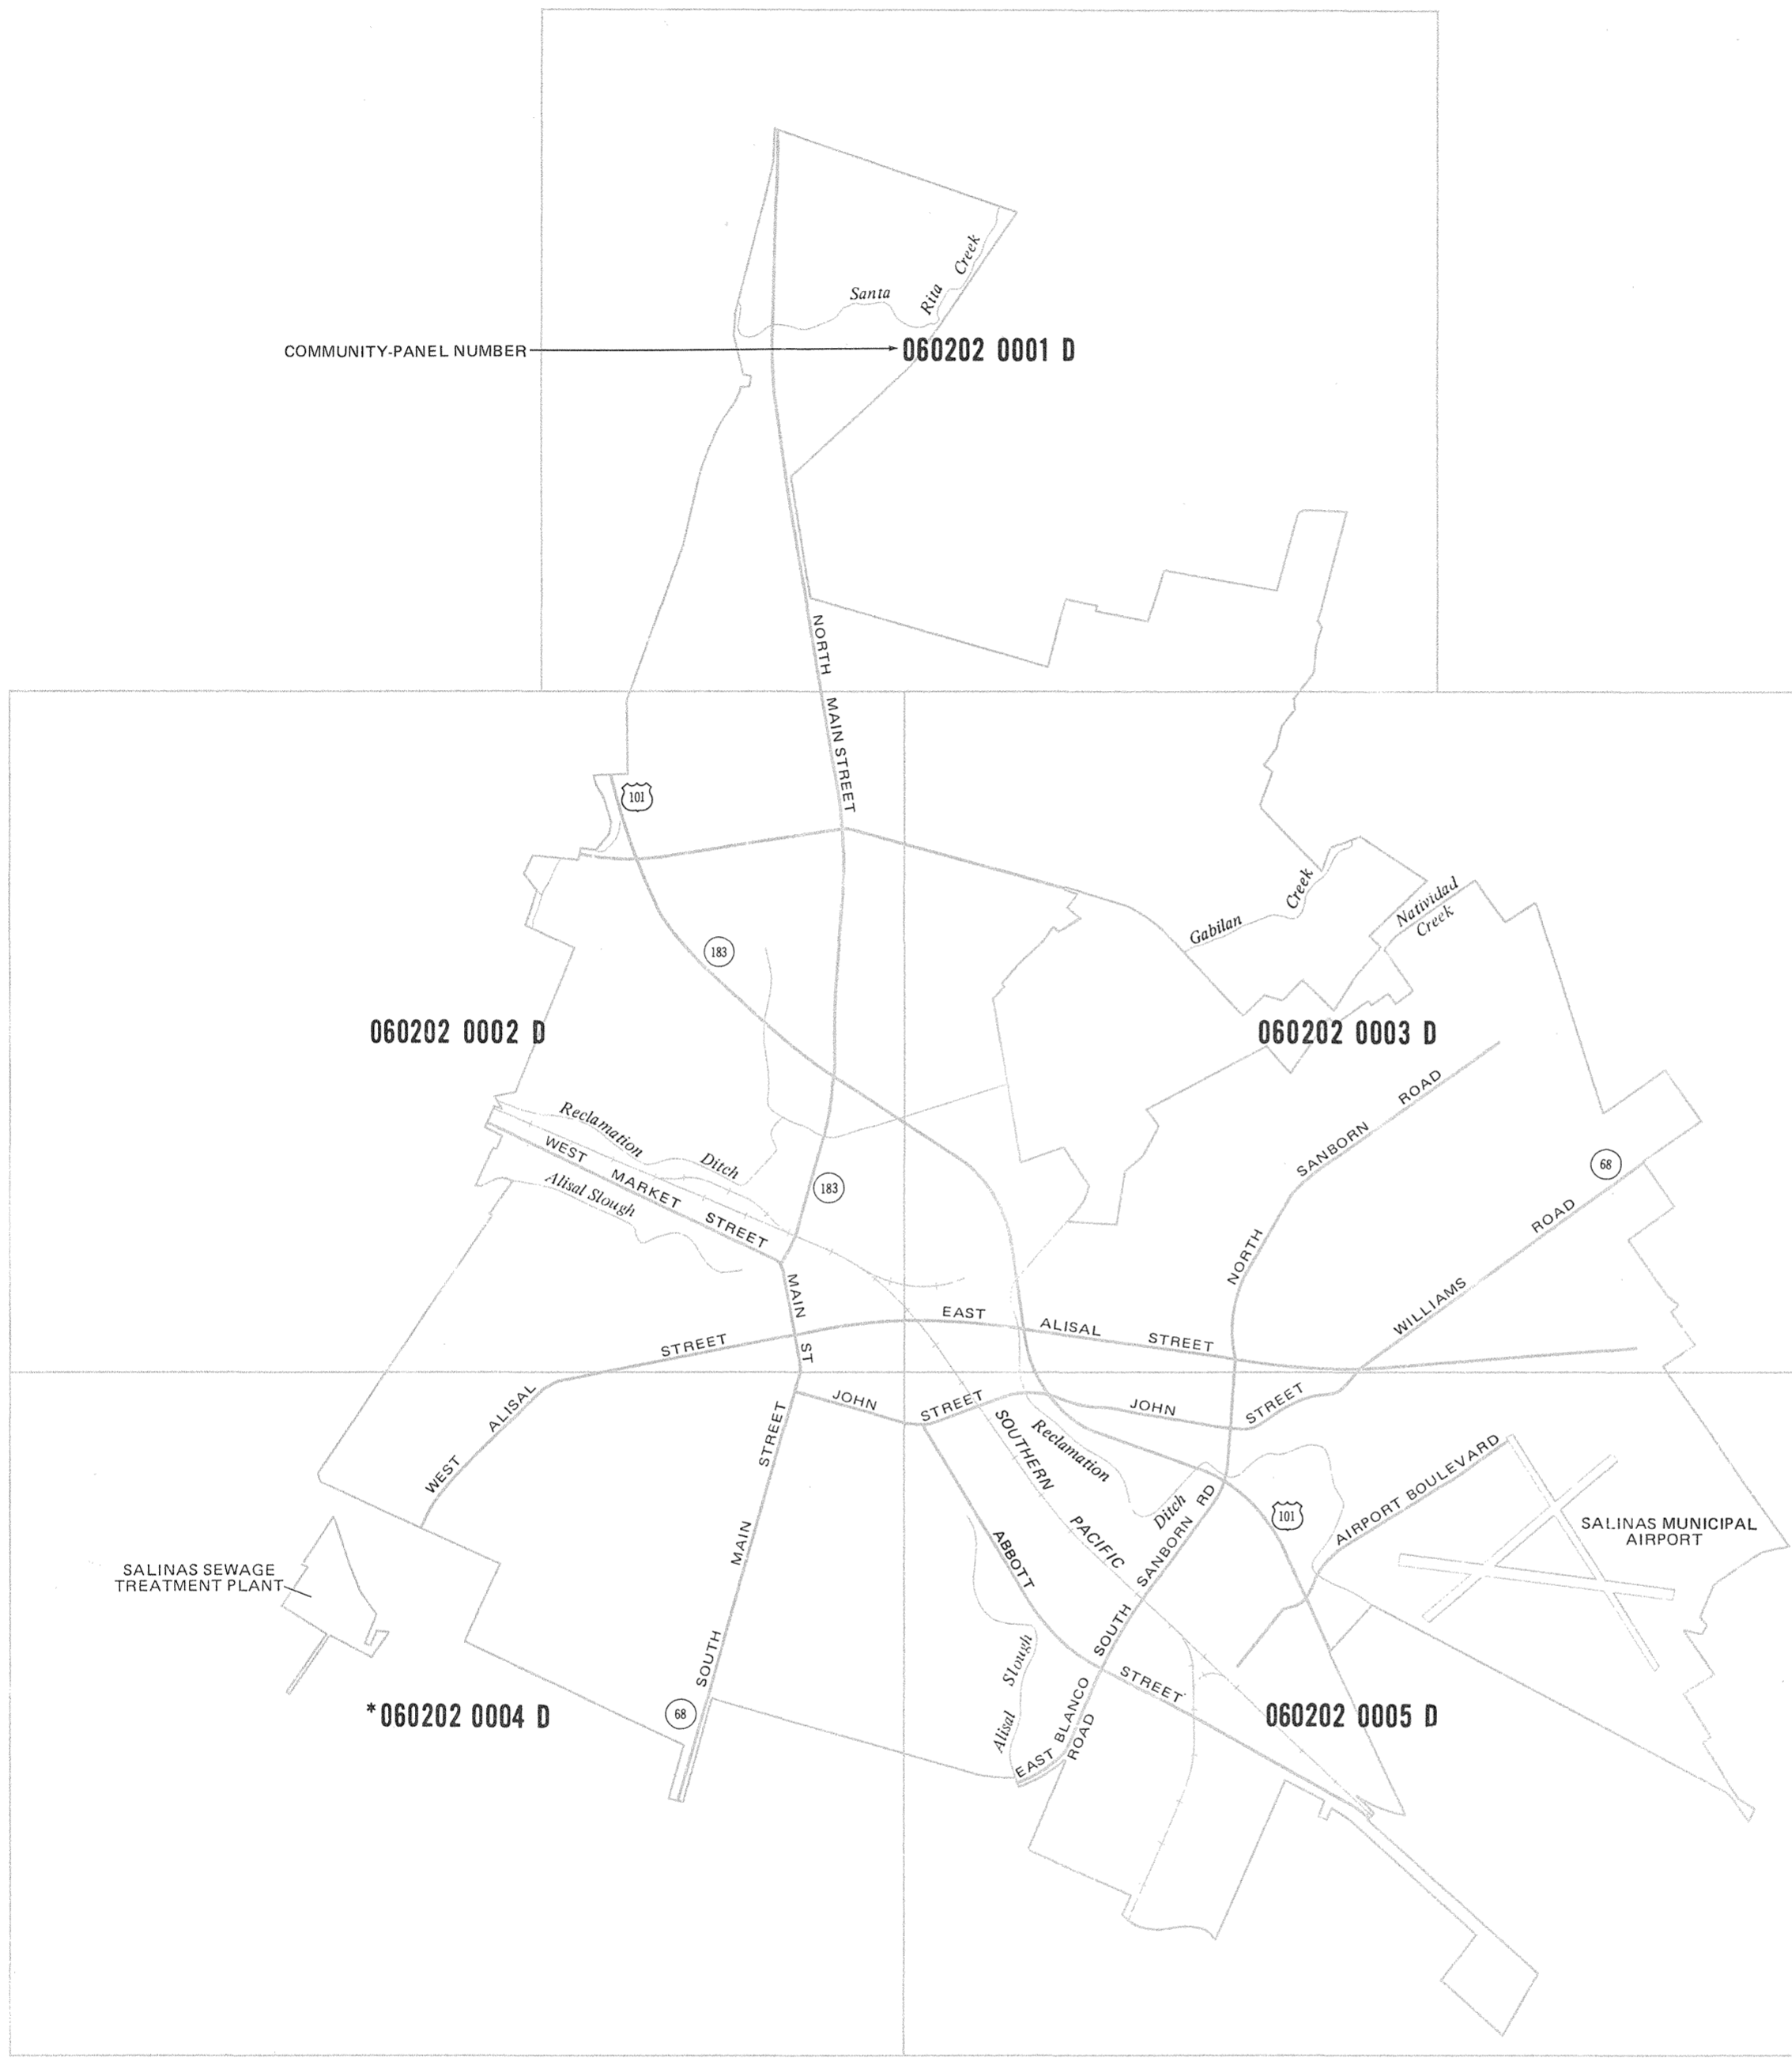 Santa Rita Creek
COMMUNITY-PANEL NUMBER
060202 0001 D
NORTH MAIN STREET
101
183
Gabilan Creek
Natividad
Creek
060202 0002 D
060202 0003 D
Reclamation Ditch
WEST MARKET STREET
Alisal Slough
183
NORTH SANBORN ROAD
68
WILLIAMS ROAD
MAIN ST
WEST ALISAL STREET
EAST ALISAL STREET
JOHN STREET
JOHN STREET
SOUTH MAIN STREET
SOUTHERN PACIFIC
Reclamation Ditch
ABBOTT STREET
SOUTH SANBORN RD
101
AIRPORT BOULEVARD
SALINAS MUNICIPAL
AIRPORT
SALINAS SEWAGE
TREATMENT PLANT
Alisal Slough
EAST BLANCO
ROAD
68
*060202 0004 D
060202 0005 D